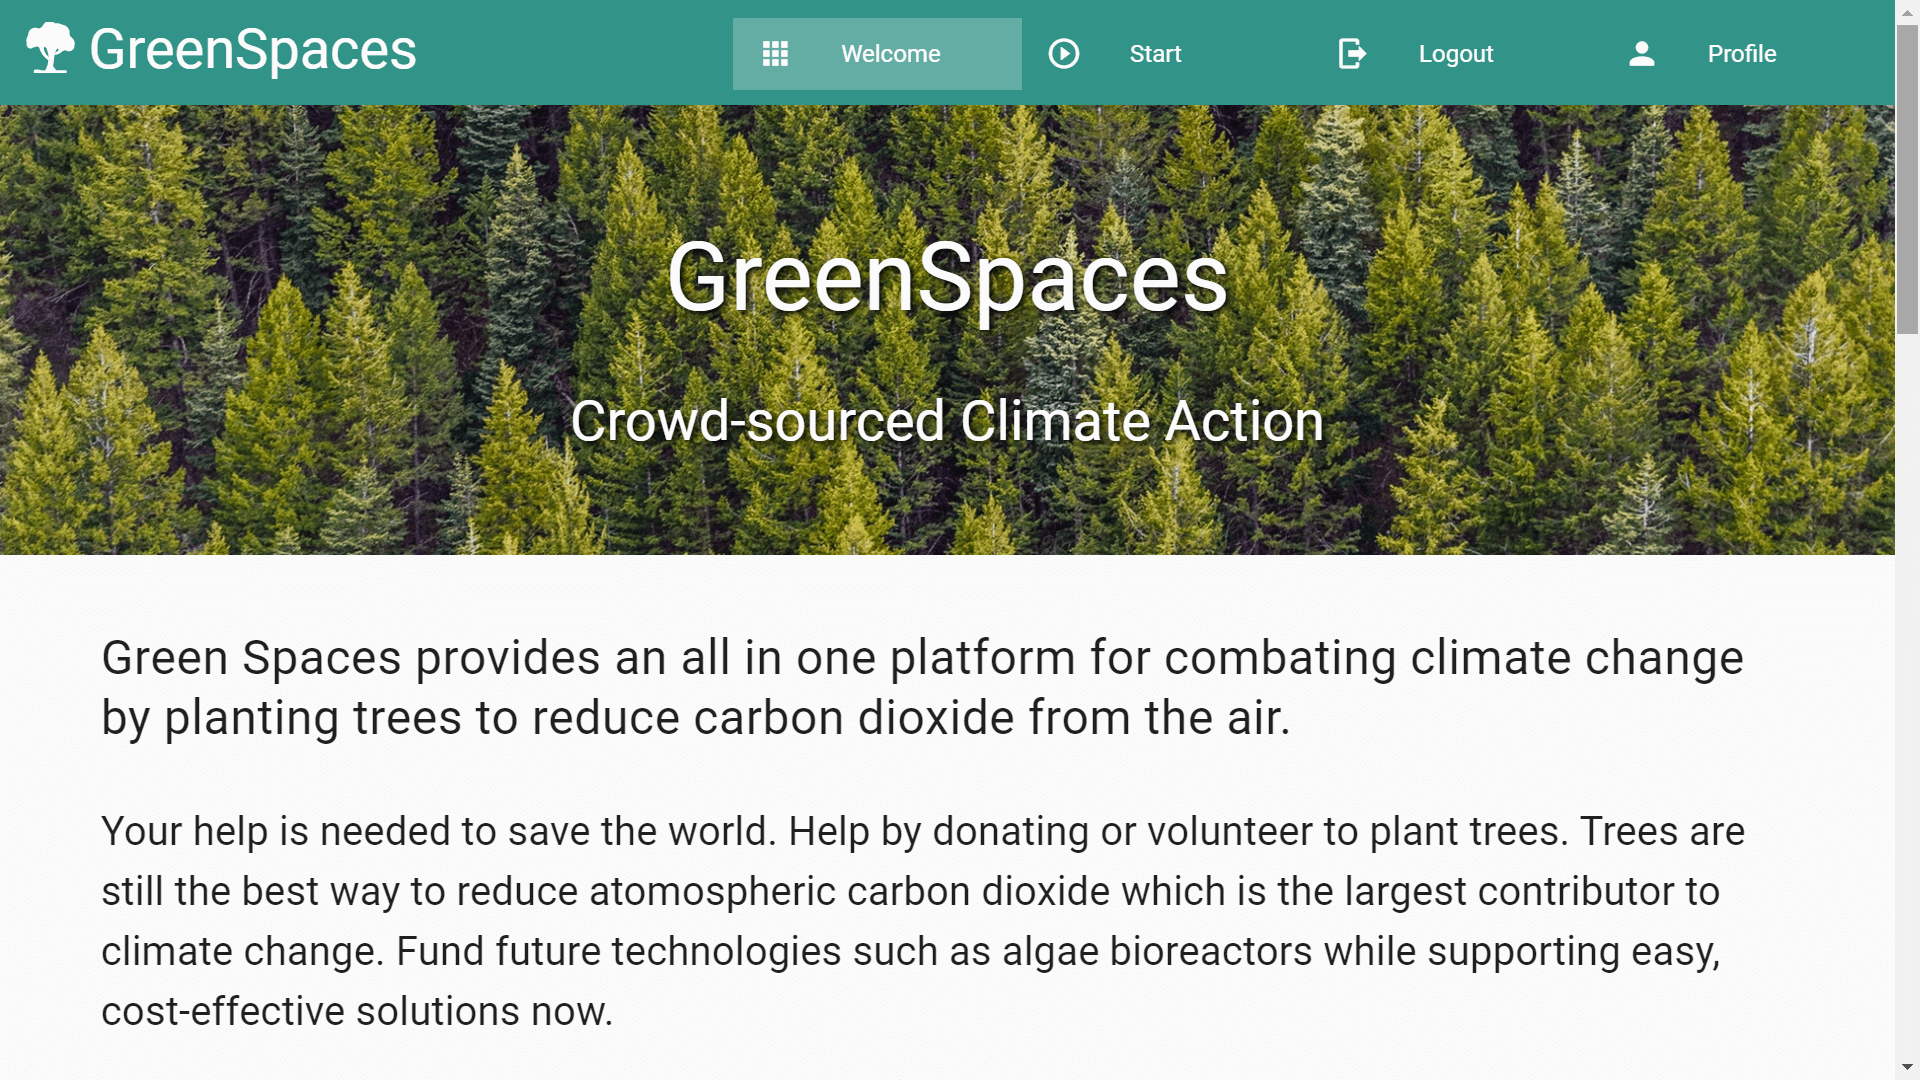 GreenSpaces
Welcome
Start
Logout
Profile
GreenSpaces
Crowd-sourced Climate Action
Green Spaces provides an all in one platform for combating climate change
by planting trees to reduce carbon dioxide from the air.
Your help is needed to save the world. Help by donating or volunteer to plant trees. Trees are
still the best way to reduce atomospheric carbon dioxide which is the largest contributor to
climate change. Fund future technologies such as algae bioreactors while supporting easy,
cost-effective solutions now.